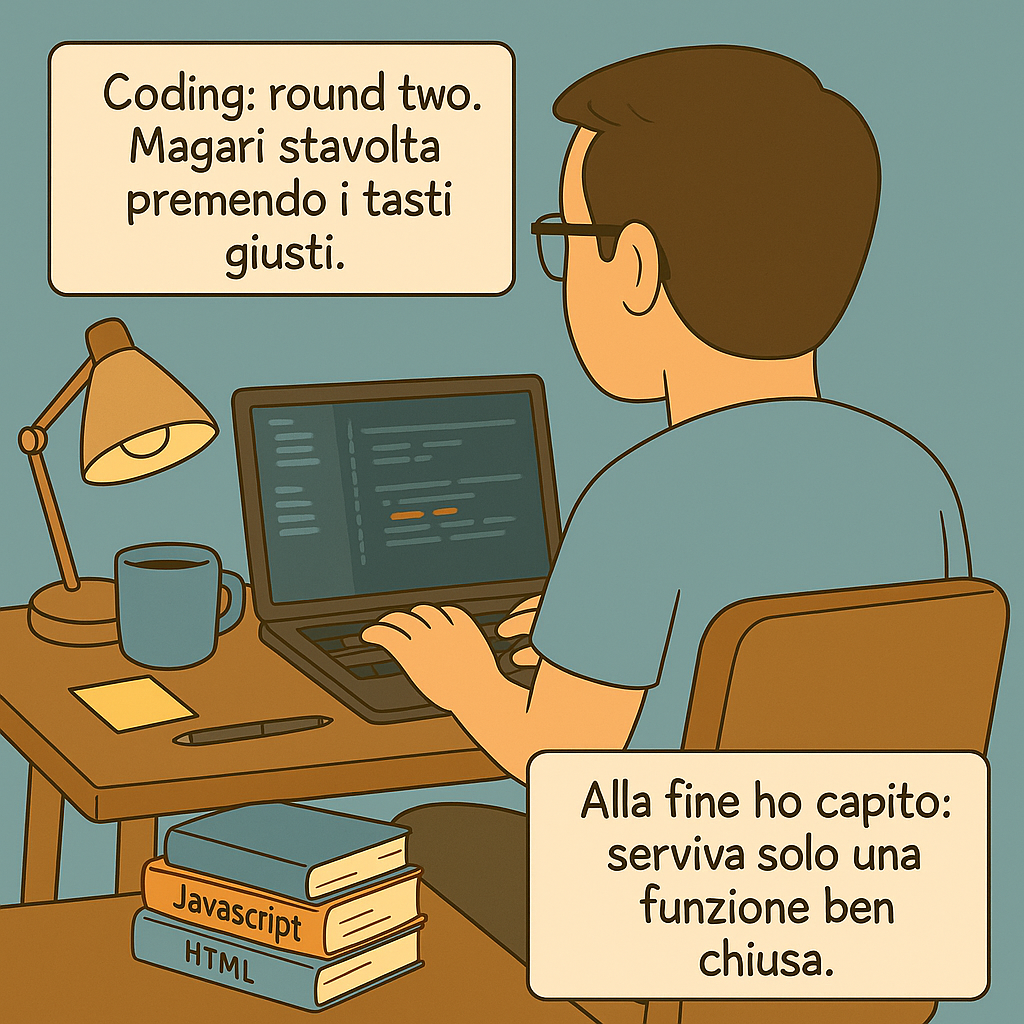 Coding: round two.
Magari stavolta
premendo i tasti
giusti.
Javascript
HTML
Alla fine ho capito:
serviva solo una
funzione ben
chiusa.